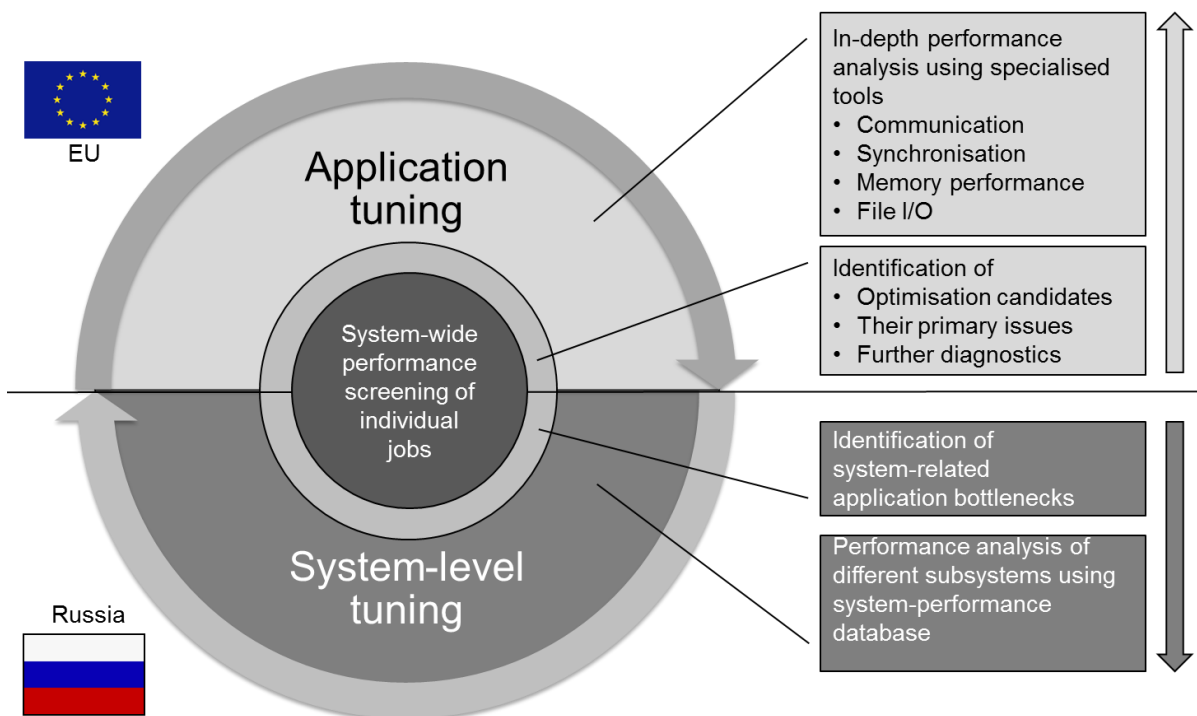 EU
Application
tuning
System-wide
performance
screening of
individual
jobs
System-level
tuning
Russia
In-depth performance
analysis using specialised
tools
• Communication
• Synchronisation
• Memory performance
• File I/O
Identification of
• Optimisation candidates
• Their primary issues
• Further diagnostics
Identification of
system-related
application bottlenecks
Performance analysis of
different subsystems using
system-performance
database